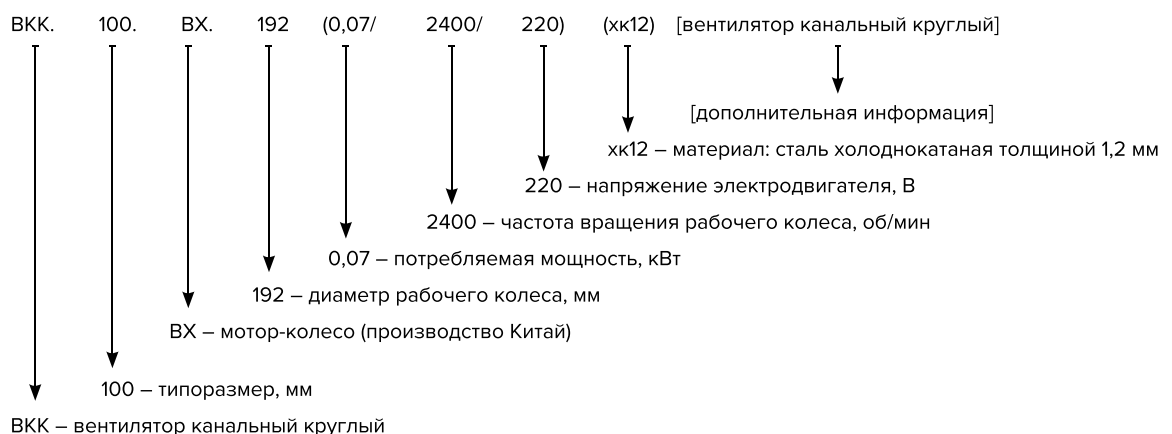 ВКК. 100. ВХ. 192 (0,07/ 2400/ 220) (хк12) [вентилятор канальный круглый]
[дополнительная информация]
хк12 – материал: сталь холоднокатаная толщиной 1,2 мм
220 – напряжение электродвигателя, В
2400 – частота вращения рабочего колеса, об/мин
0,07 – потребляемая мощность, кВт
192 – диаметр рабочего колеса, мм
ВХ – мотор-колесо (производство Китай)
100 – типоразмер, мм
ВКК – вентилятор канальный круглый